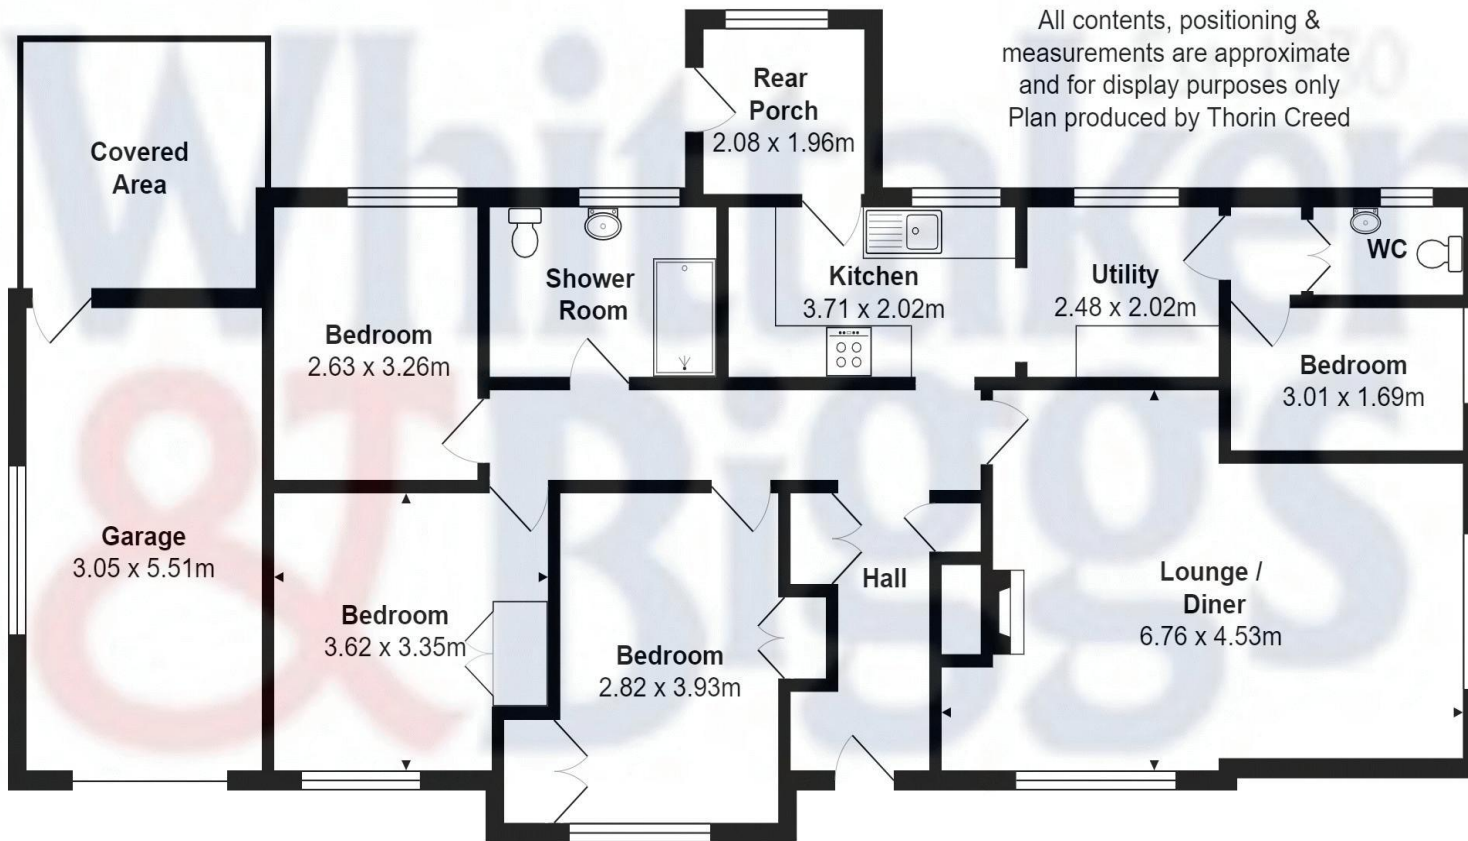 All contents, positioning &
measurements are approximate
and for display purposes only
Plan produced by Thorin Creed
Rear
Porch
2.08 x 1.96m
Covered
Area
Shower
Room
Kitchen
3.71 x 2.02m
Utility
2.48 x 2.02m
WC
Bedroom
2.63 x 3.26m
Bedroom
3.01 x 1.69m
Garage
3.05 x 5.51m
Hall
Lounge /
Diner
6.76 x 4.53m
Bedroom
3.62 x 3.35m
Bedroom
2.82 x 3.93m
Whittaker
& Biggs